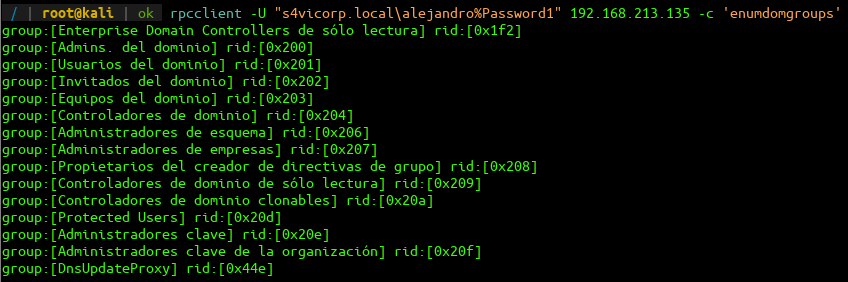 / | root@kali | ok  rpcclient -U "s4vicorp.local\alejandro%Password1" 192.168.213.135 -c 'enumdomgroups'
group:[Enterprise Domain Controllers de sólo lectura] rid:[0x1f2]
group:[Admins. del dominio] rid:[0x200]
group:[Usuarios del dominio] rid:[0x201]
group:[Invitados del dominio] rid:[0x202]
group:[Equipos del dominio] rid:[0x203]
group:[Controladores de dominio] rid:[0x204]
group:[Administradores de esquema] rid:[0x206]
group:[Administradores de empresas] rid:[0x207]
group:[Propietarios del creador de directivas de grupo] rid:[0x208]
group:[Controladores de dominio de sólo lectura] rid:[0x209]
group:[Controladores de dominio clonables] rid:[0x20a]
group:[Protected Users] rid:[0x20d]
group:[Administradores clave] rid:[0x20e]
group:[Administradores clave de la organización] rid:[0x20f]
group:[DnsUpdateProxy] rid:[0x44e]